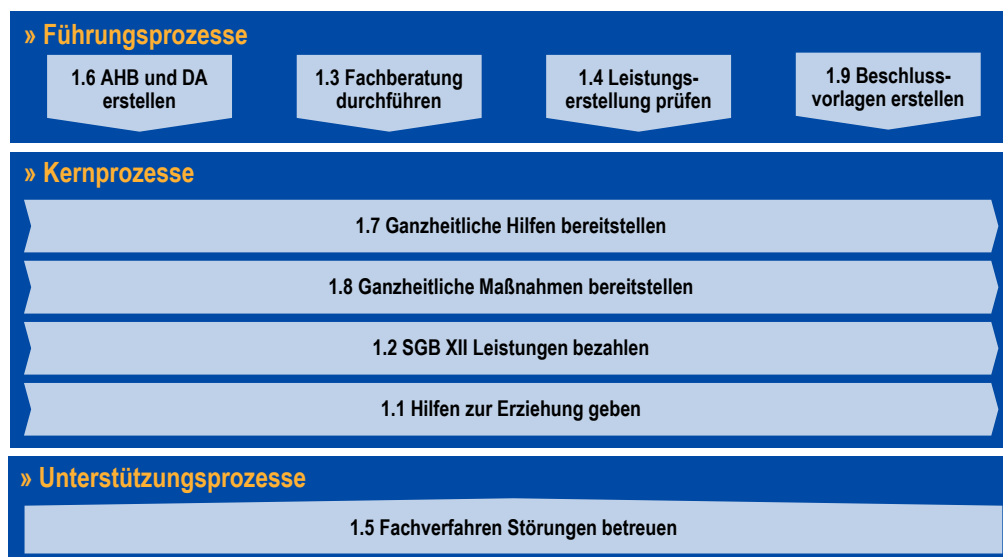 » Führungsprozesse
1.6 AHB und DA
erstellen
1.3 Fachberatung
durchführen
1.4 Leistungs-
erstellung prüfen
1.9 Beschluss-
vorlagen erstellen
» Kernprozesse
1.7 Ganzheitliche Hilfen bereitstellen
1.8 Ganzheitliche Maßnahmen bereitstellen
1.2 SGB XII Leistungen bezahlen
1.1 Hilfen zur Erziehung geben
» Unterstützungsprozesse
1.5 Fachverfahren Störungen betreuen